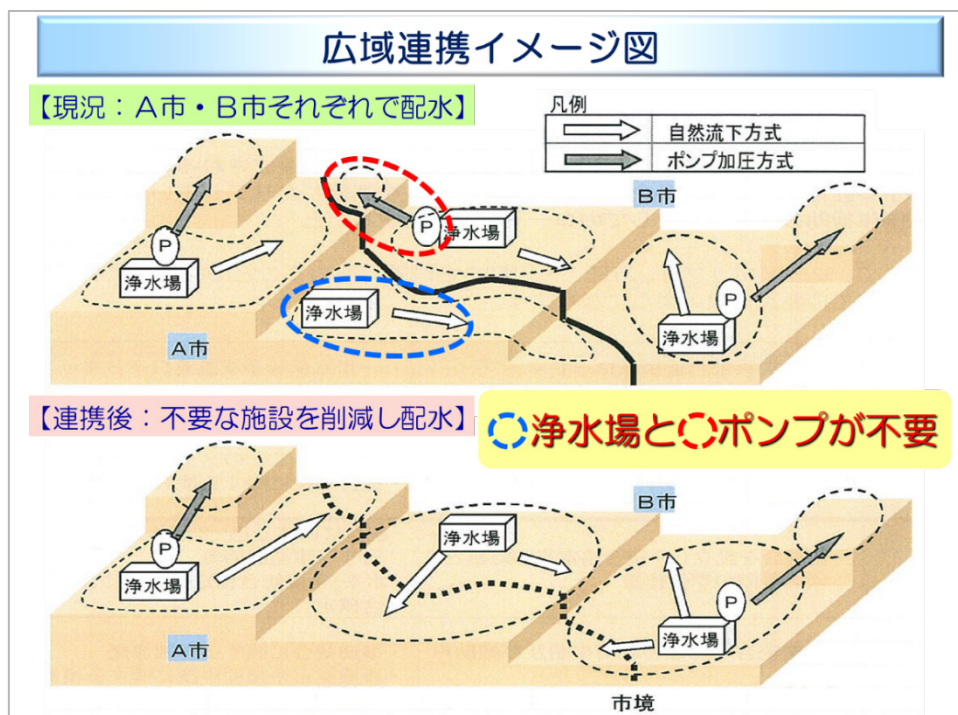 広域連携イメージ図
【現況：A市・B市それぞれで配水】
凡例
自然流下方式
ポンプ加圧方式
B市
P
浄水場
P
浄水場
浄水場
P
浄水場
A市
【連携後：不要な施設を削減し配水】
浄水場とポンプが不要
B市
P
浄水場
浄水場
P
浄水場
A市
市境